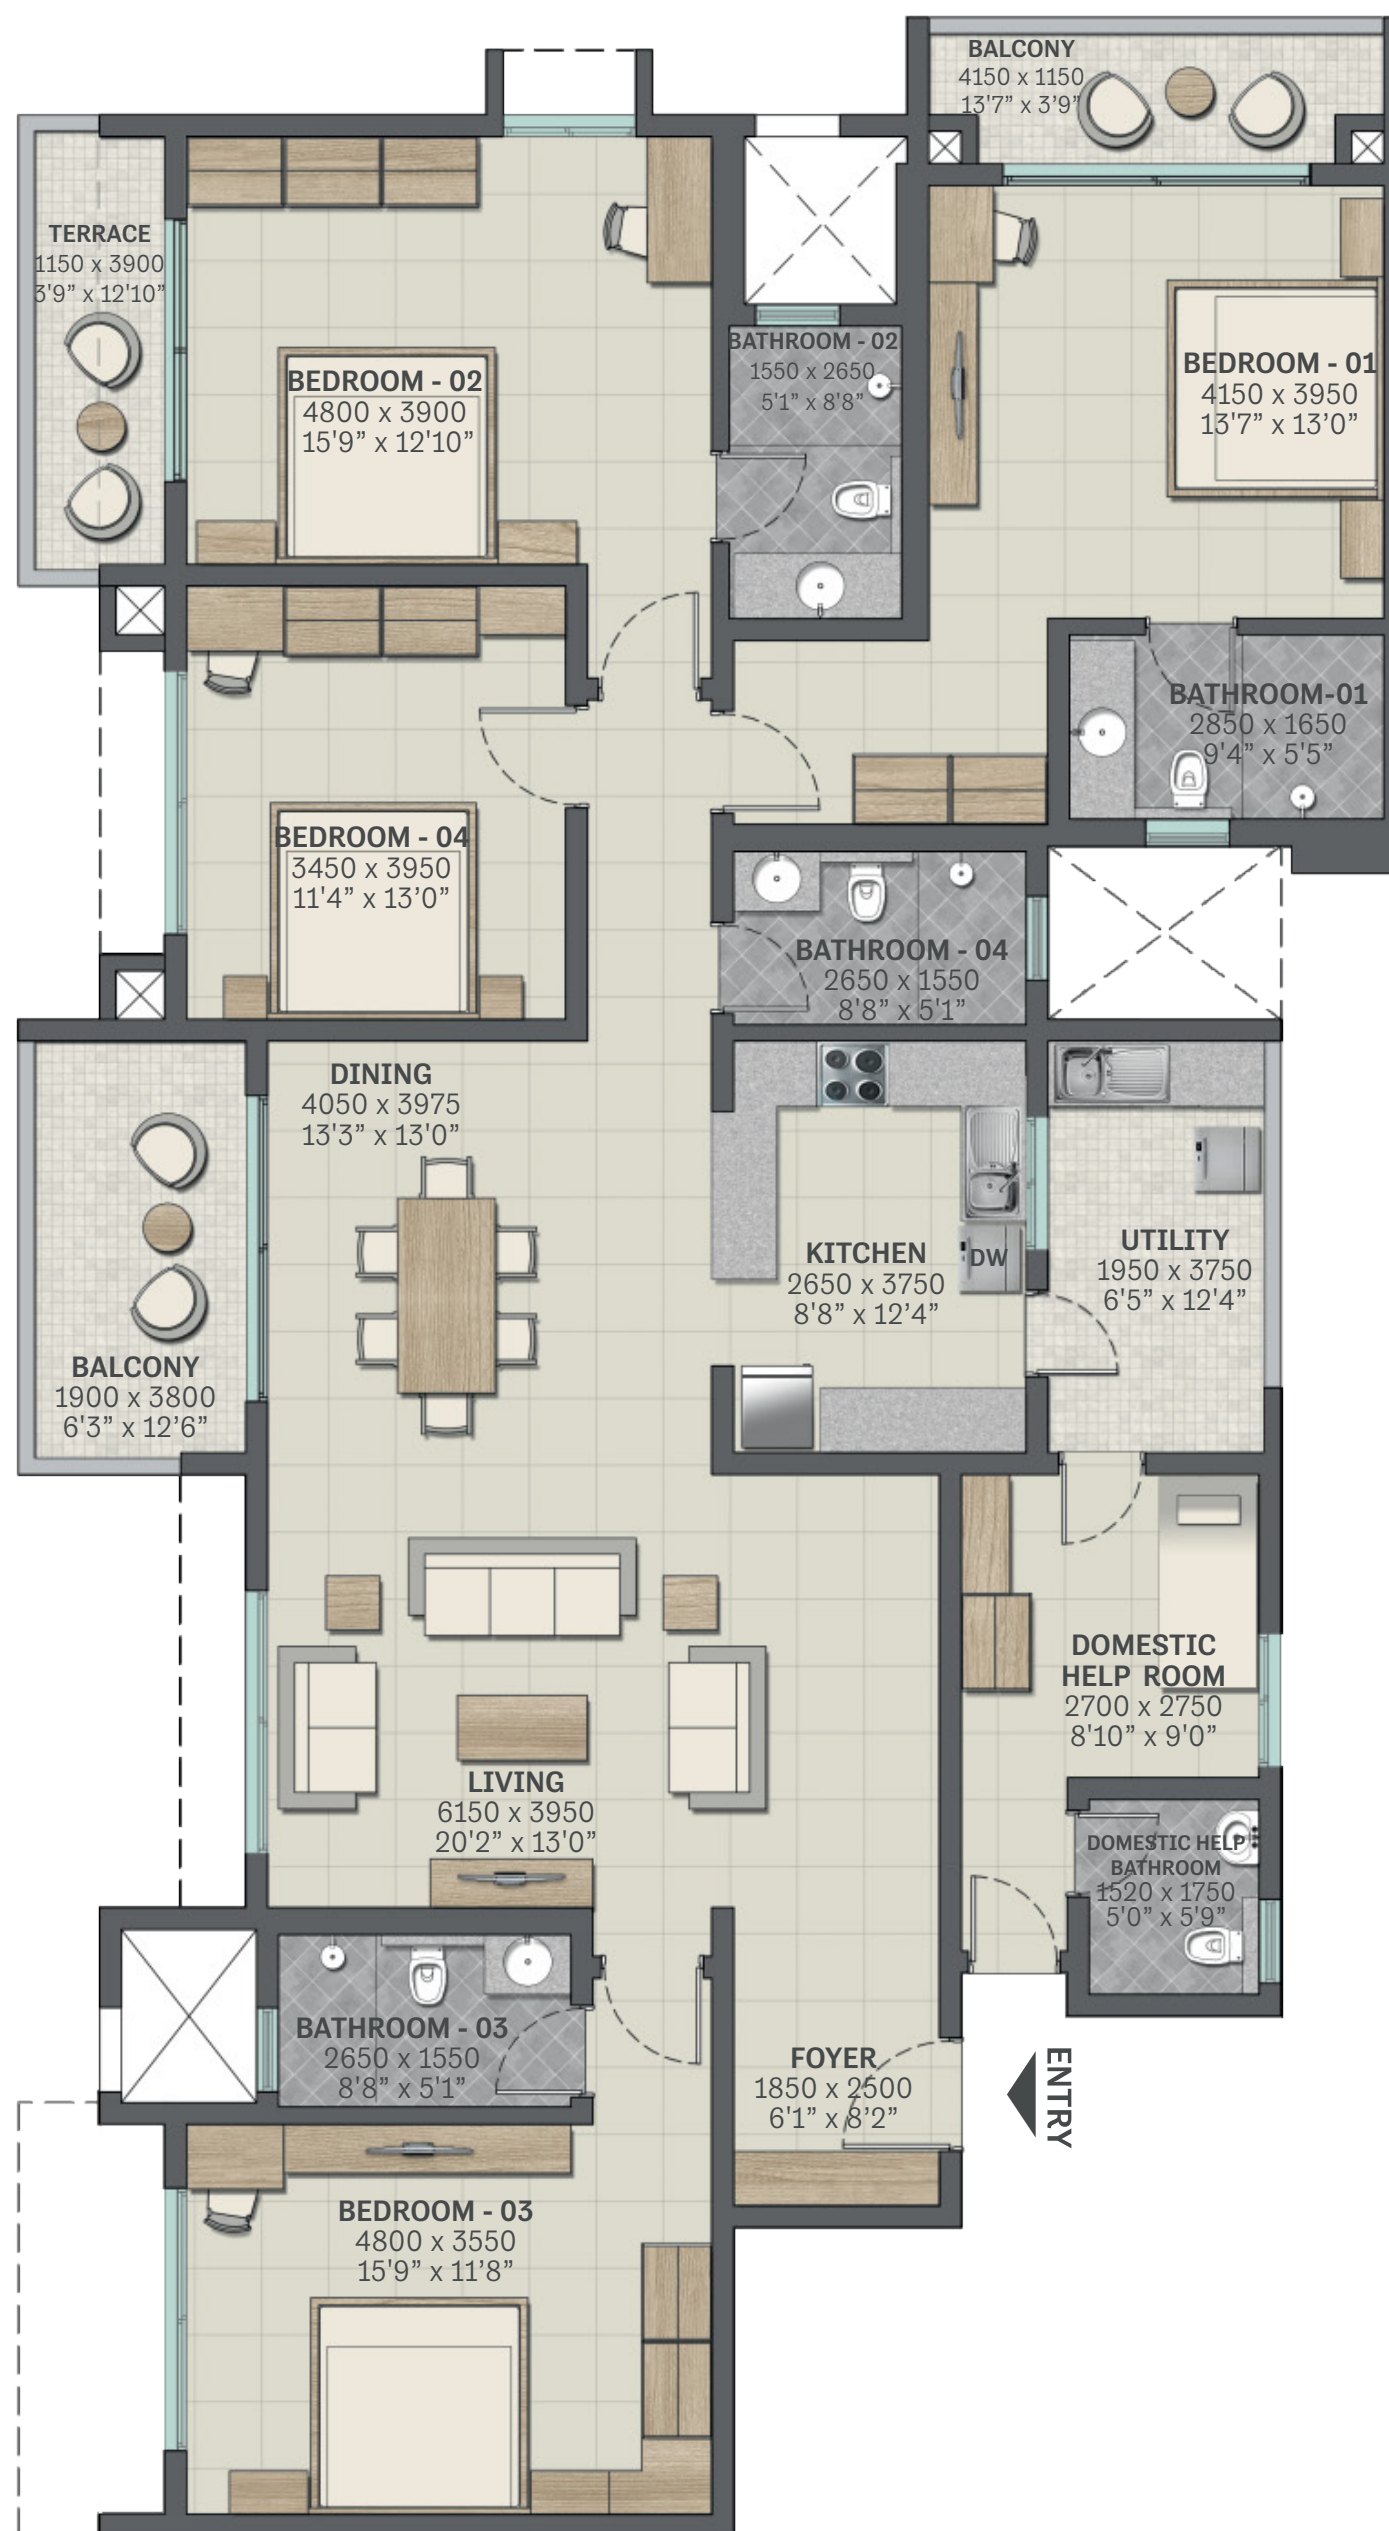 BALCONY
4150 x 1150
13'7" x 3'9"
TERRACE
1150 x 3900
3'9” x 12'10”
BEDROOM - 02
4800 x 3900
15'9” x 12'10”
BATHROOM - 02
1550 x 2650
5'1” x 8'8”
BEDROOM - 01
4150 x 3950
13'7” x 13'0”
BATHROOM-01
2850 x 1650
9'4” x 5'5”
BEDROOM - 04
3450 x 3950
11'4” x 13'0”
BATHROOM - 04
2650 x 1550
8'8” x 5'1”
DINING
4050 x 3975
13'3” x 13'0”
KITCHEN
2650 x 3750
8'8” x 12'4”
DW
UTILITY
1950 x 3750
6'5” x 12'4”
BALCONY
1900 x 3800
6'3” x 12’6”
DOMESTIC
HELP ROOM
2700 x 2750
8'10” x 9'0”
LIVING
6150 x 3950
20'2” x 13'0”
DOMESTIC HELP
BATHROOM
1520 x 1750
5'0” x 5'9”
BATHROOM - 03
2650 x 1550
8'8” x 5'1”
FOYER
1850 x 2500
6'1” x 8'2”
ENTRY
BEDROOM - 03
4800 x 3550
15'9” x 11'8”